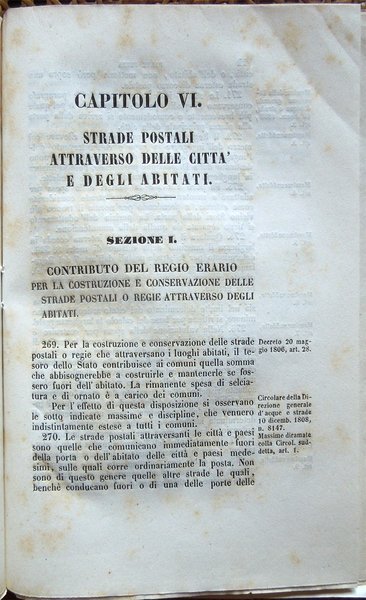 CAPITOLO VI.
STRADE POSTALI
ATTRAVERSO DELLE CITTA'
E DEGLI ABITATI.
SEZIONE I.
CONTRIBUTO DEL REGIO ERARIO
PER LA COSTRUZIONE E CONSERVAZIONE DELLE
STRADE POSTALI O REGIE ATTRAVERSO DEGLI
ABITATI.
269. Per la costruzione e conservazione delle strade
postali o regie che attraversano i luoghi abitati, il te-
soro dello Stato contribuisce ai comuni quella somma
che abbisognerebbe a costruirle e mantenerle se fos-
sero fuori dell'abitato. La rimanente spesa di selcia-
tura e di ornato è a carico dei comuni.
Per l'effetto di questa disposizione si osservano
le sotto indicate massime e discipline, che vennero
indistintamente estese a tutti i comuni.
270. Le strade postali attraversanti le città e paesi
sono quelle che comunicano immediatamente fuori
della porta o dell'abitato delle città e paesi mede-
simi, sulle quali corre ordinariamente la posta. Non
sono di questo genere quelle altre strade le quali,
benchè conducano fuori o di una delle porte delle
Decreto 20 mag-
gio 1806, art. 28.
Circolare della Di-
rezione generale
d'acque e strade
10 dicemb. 1808,
n. 8147.
Massime diramate
colla Circol. sud-
detta, art. 1.